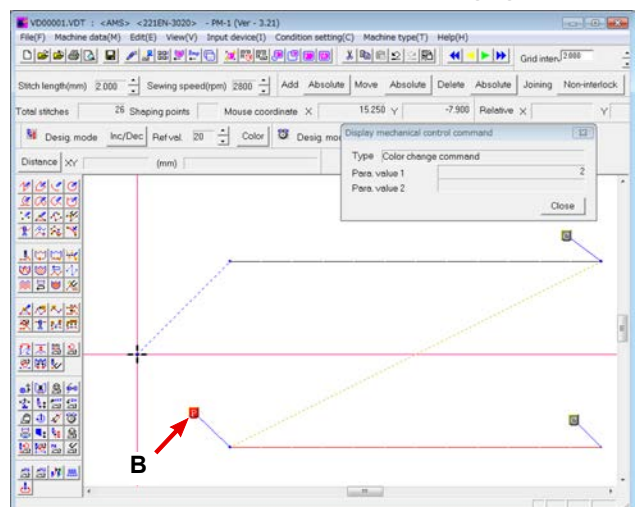 VD00001.VDT : <AMS> <221EN-3020> - PM-1 (Ver - 3.21)
File(F) Machine data(M) Edit(E) View(V) Input device(I) Condition setting(C) Machine type(T) Help(H)
Grid interv 2.000
Stitch length(mm) 2.000 Sewing speed(rpm) 2800 Add Absolute Move Absolute Delete Absolute Joining Non-interlock
Total stitches 26 Shaping points Mouse coordinate X 15.250 Y -7.900 Relative X Y
Desig. mode Inc/Dec Ref.val. 20 Color Desig. mo
Display mechanical control command
Distance XY (mm)
Type Color change command
Para. value 1 2
Para. value 2
Close
P
B